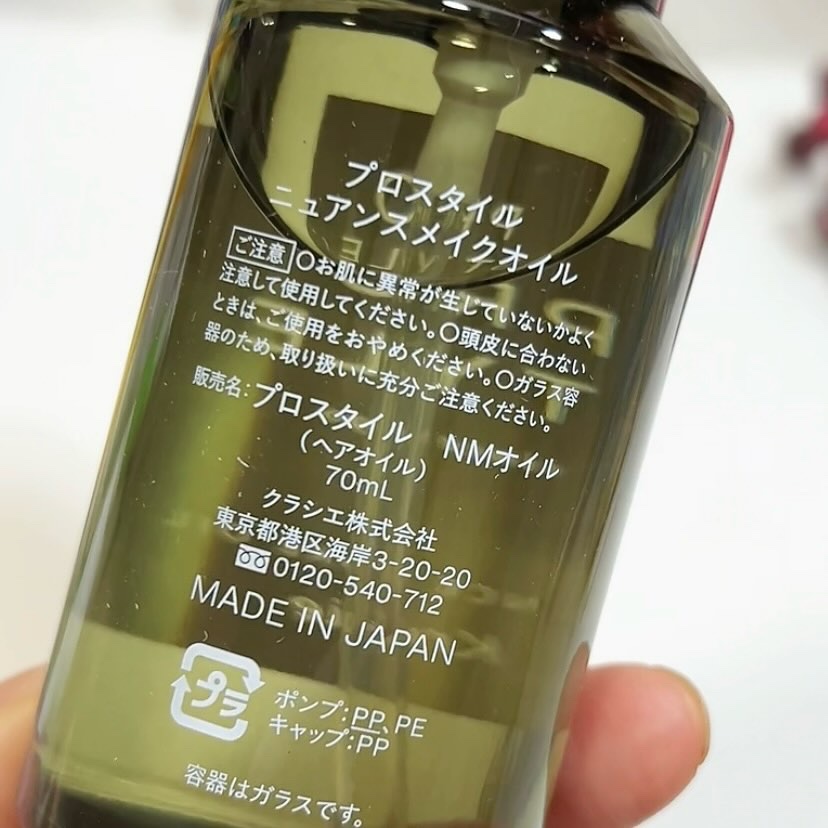 プロスタイル
ニュアンスメイクオイル
ご注意 〇お肌に異常が生じていないかよく
注意して使用してください。〇頭皮に合わない
ときは、ご使用をおやめください。〇ガラス容
器のため、取り扱いに充分ご注意ください。
販売名：プロスタイル NMオイル
（ヘアオイル）
70mL
クラシエ株式会社
東京都港区海岸3-20-20
0120-540-712
MADE IN JAPAN
プラ
ポンプ：PP、PE
キャップ：PP
容器はガラスです。